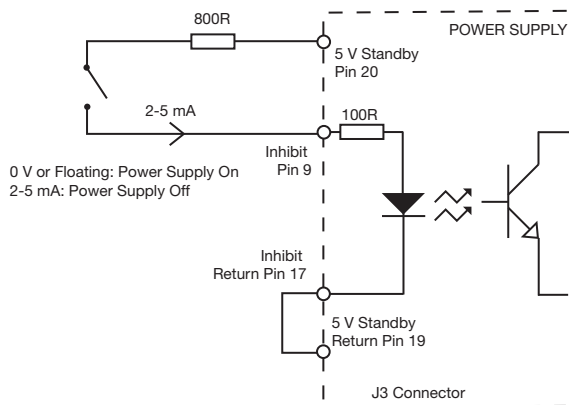 800R
POWER SUPPLY
5 V Standby
Pin 20
2-5 mA
100R
Inhibit
Pin 9
0 V or Floating: Power Supply On
2-5 mA: Power Supply Off
Inhibit
Return Pin 17
5 V Standby
Return Pin 19
J3 Connector